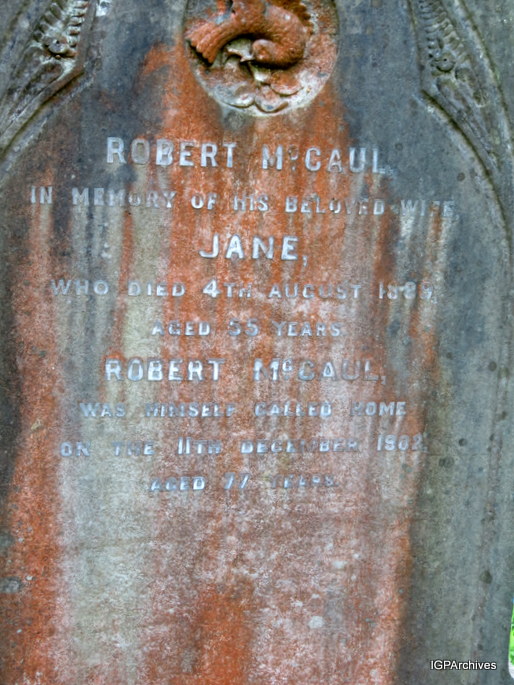 ROBERT McCAUL,
IN MEMORY OF HIS BELOVED WIFE,
JANE,
WHO DIED 4TH AUGUST
AGED 55 YEARS
ROBERT McCAUL,
WAS HIMSELF CALLED HOME
ON THE 11TH DECEMBER 1902,
AGED 77 YEARS.
IGPArchives